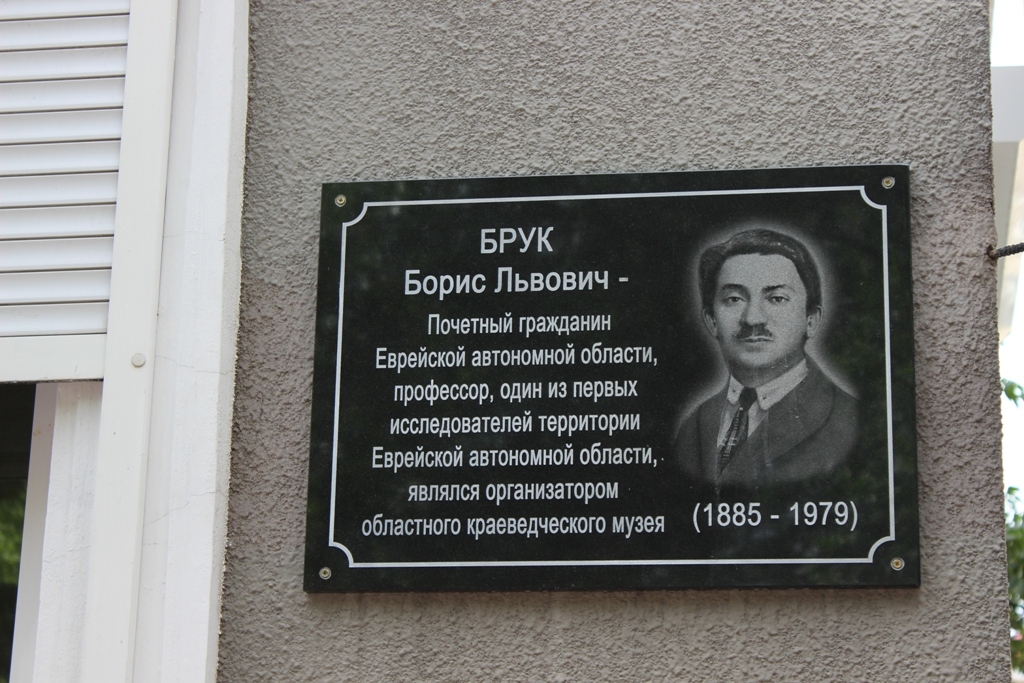 БРУК
Борис Львович -
Почетный гражданин
Еврейской автономной области,
профессор, один из первых
исследователей территории
Еврейской автономной области,
являлся организатором
областного краеведческого музея
(1885 - 1979)